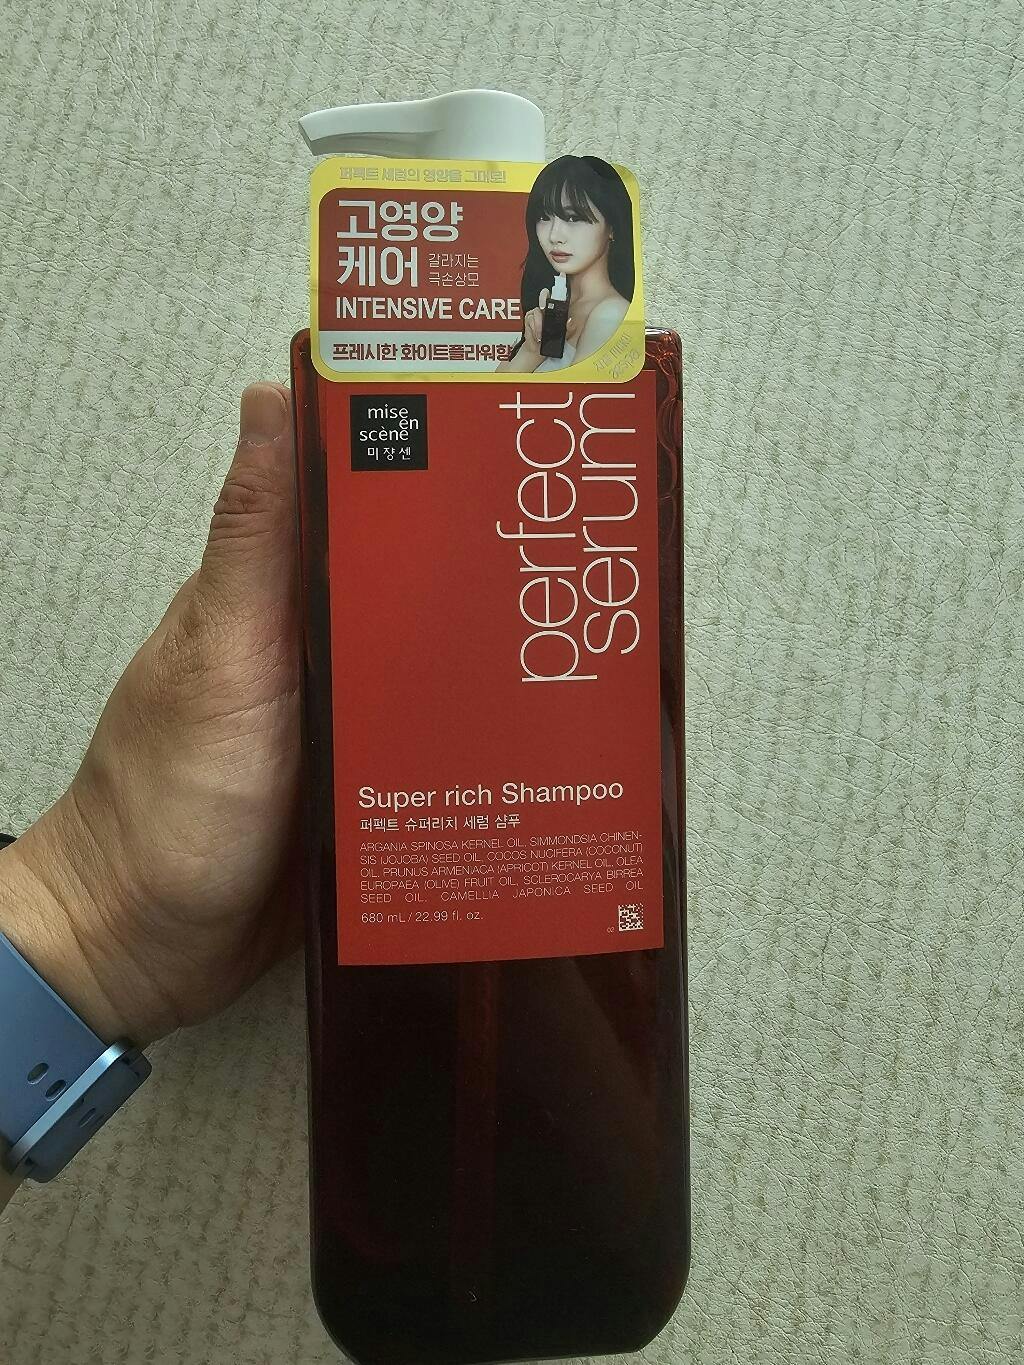 퍼펙트 세럼의 영양을 그대로!
고영양
케어 갈라지는
극손상모
INTENSIVE CARE
프레시한 화이트플라워향
mise
en
scène
미쟝센
perfect
serum
Super rich Shampoo
퍼펙트 슈퍼리치 세럼 샴푸
ARGANIA SPINOSA KERNEL OIL, SIMMONDSIA CHINEN-
SIS (JOJOBA) SEED OIL, COCOS NUCIFERA (COCONUT)
OIL, PRUNUS ARMENIACA (APRICOT) KERNEL OIL, OLEA
EUROPAEA (OLIVE) FRUIT OIL, SCLEROCARYA BIRREA
SEED OIL, CAMELLIA JAPONICA SEED OIL
680 mL / 22.99 fl. oz.
02